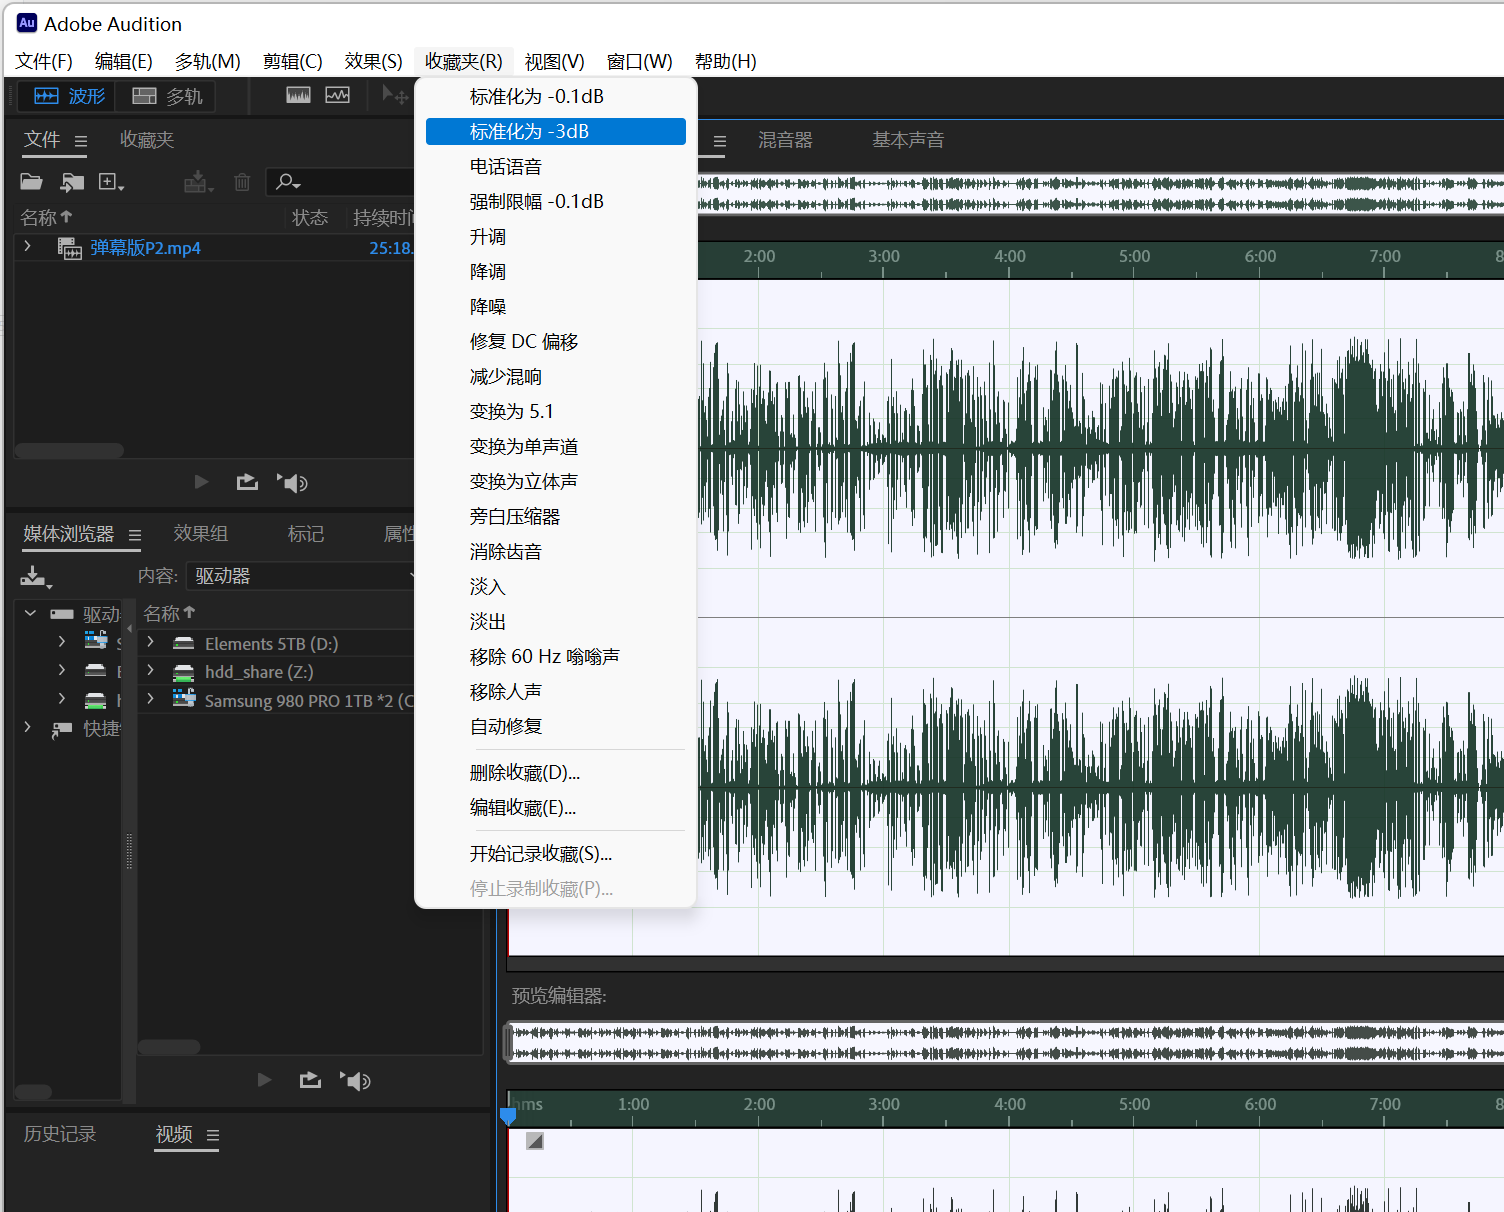 Au Adobe Audition
文件(F) 编辑(E) 多轨(M) 剪辑(C) 效果(S) 收藏夹(R) 视图(V) 窗口(W) 帮助(H)
波形 多轨
标准化为 -0.1dB
标准化为 -3dB
电话语音
强制限幅 -0.1dB
升调
降调
降噪
修复 DC 偏移
减少混响
变换为 5.1
变换为单声道
变换为立体声
旁白压缩器
消除齿音
淡入
淡出
移除 60 Hz 嗡嗡声
移除人声
自动修复
删除收藏(D)...
编辑收藏(E)...
开始记录收藏(S)...
停止录制收藏(P)...
文件 收藏夹
名称 状态 持续时间
弹幕版P2.mp4 25:18.
媒体浏览器 效果组 标记 属性
内容: 驱动器
驱动
快捷
名称
Elements 5TB (D:)
hdd_share (Z:)
Samsung 980 PRO 1TB *2 (C
历史记录 视频
混音器 基本声音
2:00 3:00 4:00 5:00 6:00 7:00 8
预览编辑器:
hms 1:00 2:00 3:00 4:00 5:00 6:00 7:00 8